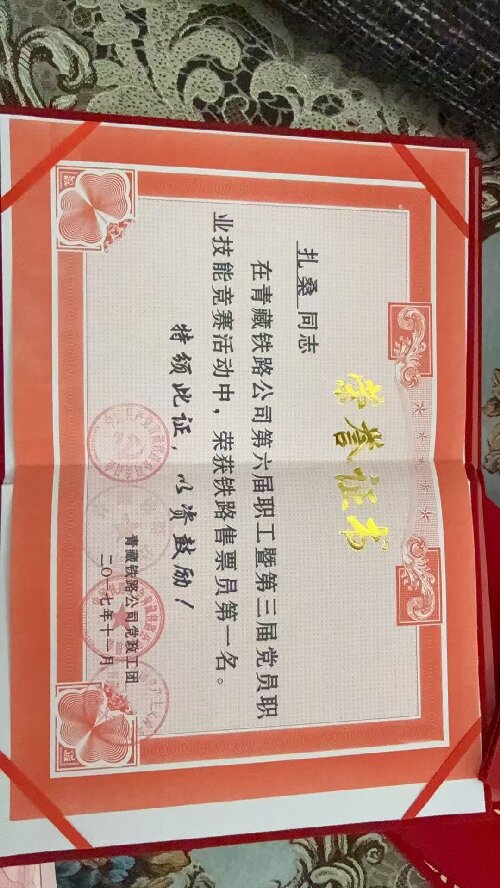 荣誉证书
扎桑 同志
在青藏铁路公司第六届职工暨第三届党员职
业技能竞赛活动中，荣获铁路售票员第一名。
特颁此证，以资鼓励！
青藏铁路公司党政工团
二〇一七年十一月